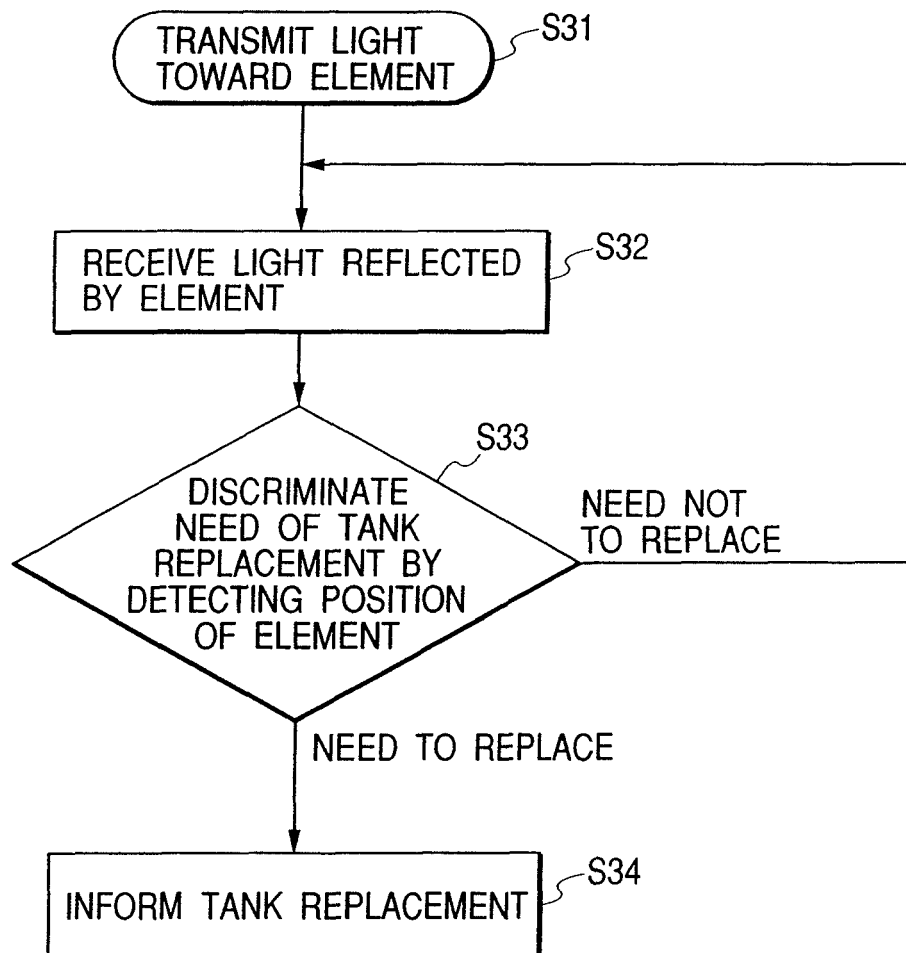 TRANSMIT LIGHT
TOWARD ELEMENT
S31
RECEIVE LIGHT REFLECTED
BY ELEMENT
S32
S33
DISCRIMINATE
NEED OF TANK
REPLACEMENT BY
DETECTING POSITION
OF ELEMENT
NEED NOT
TO REPLACE
NEED TO REPLACE
INFORM TANK REPLACEMENT
S34